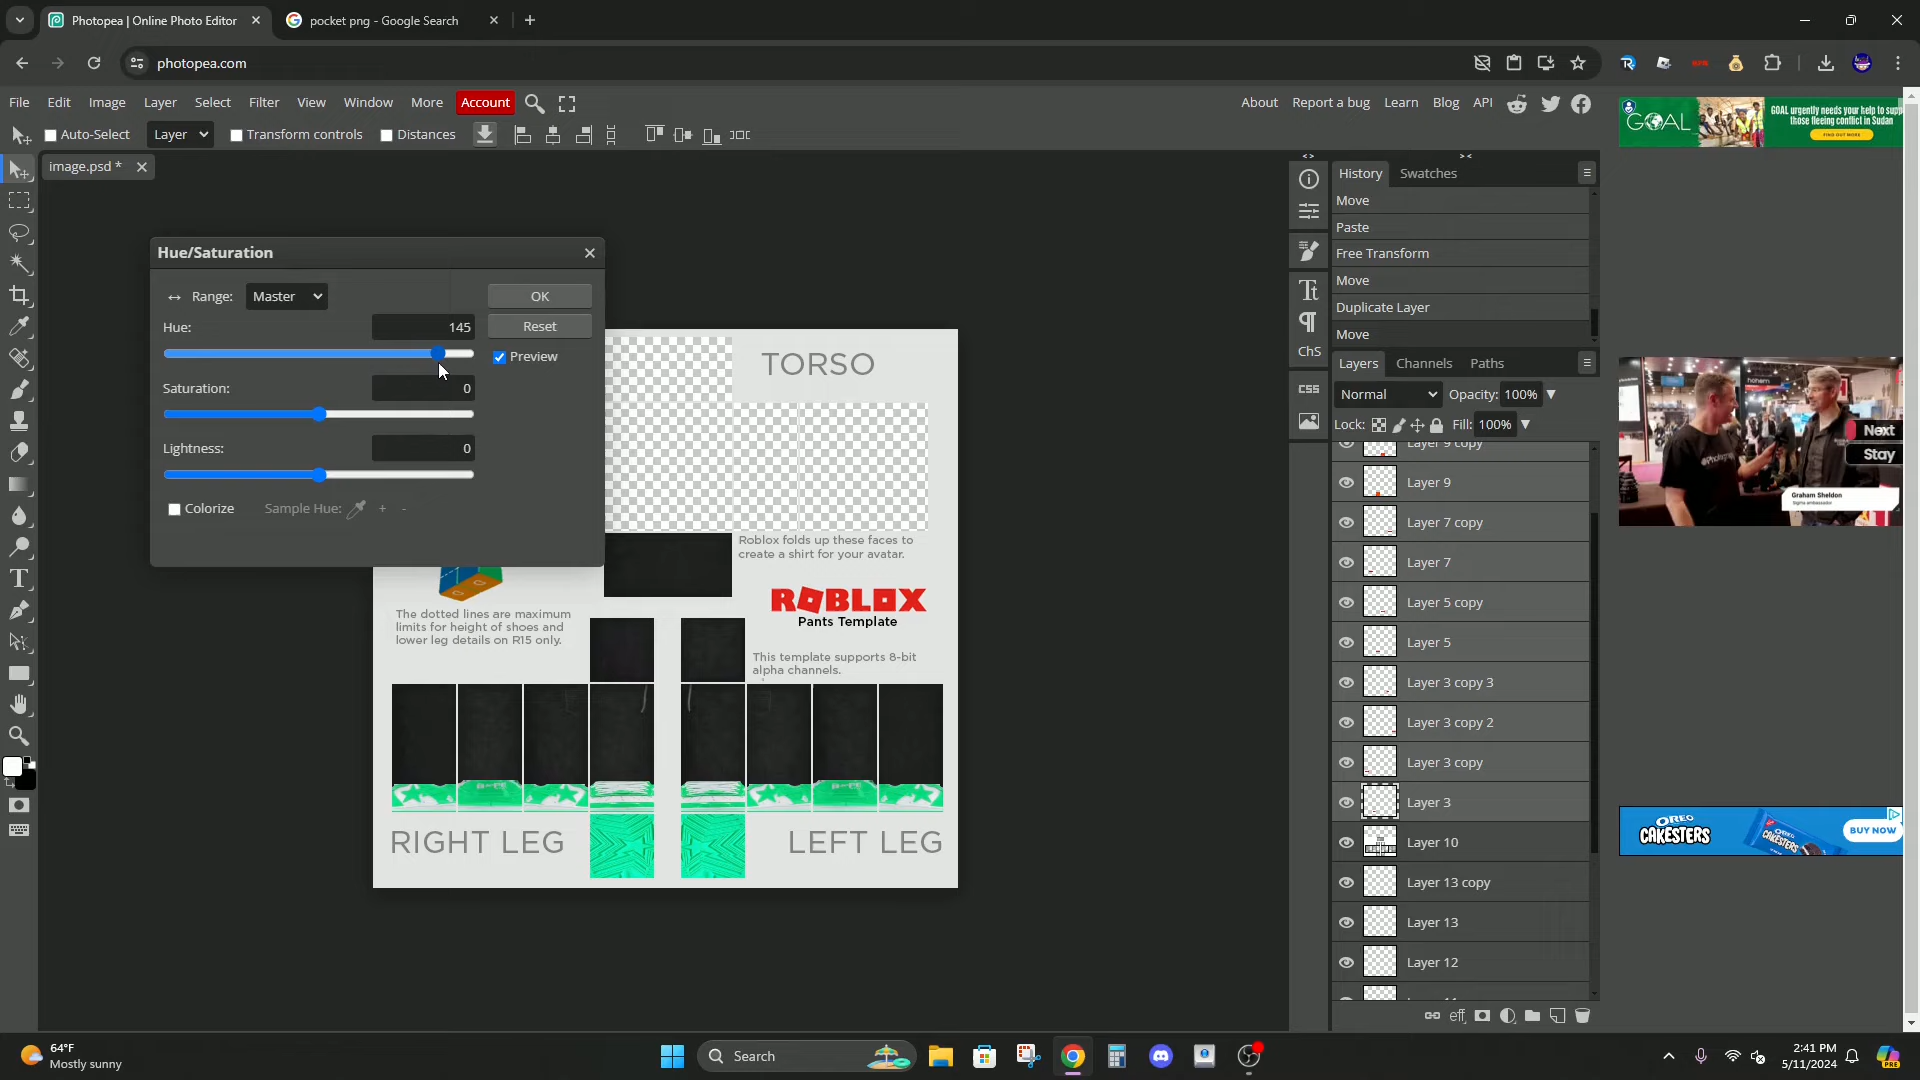 Photopea | Online Photo Editor
pocket png - Google Search
photopea.com
File Edit Image Layer Select Filter View Window More Account
About Report a bug Learn Blog API
Auto-Select Layer Transform controls Distances
image.psd *
Hue/Saturation
Range: Master
OK
Hue: 145
Reset
Preview
Saturation: 0
Lightness: 0
Colorize Sample Hue: + -
TORSO
Roblox folds up these faces to
create a shirt for your avatar.
ROBLOX
Pants Template
The dotted lines are maximum
limits for height of shoes and
lower leg details on R15 only.
This template supports 8-bit
alpha channels.
RIGHT LEG
LEFT LEG
Tt
ChS
CSS
History Swatches
Move
Paste
Free Transform
Move
Duplicate Layer
Move
Layers Channels Paths
Normal Opacity: 100%
Lock: Fill: 100%
Layer 9 copy
Layer 9
Layer 7 copy
Layer 7
Layer 5 copy
Layer 5
Layer 3 copy 3
Layer 3 copy 2
Layer 3 copy
Layer 3
Layer 10
Layer 13 copy
Layer 13
Layer 12
eff
GOAL
GOAL urgently needs your help to supp
those fleeing conflict in Sudan
FIND OUT MORE
Next
Stay
Graham Sheldon
OREO
CAKESTERS
BUY NOW
64°F
Mostly sunny
Search
2:41 PM
5/11/2024
PRE